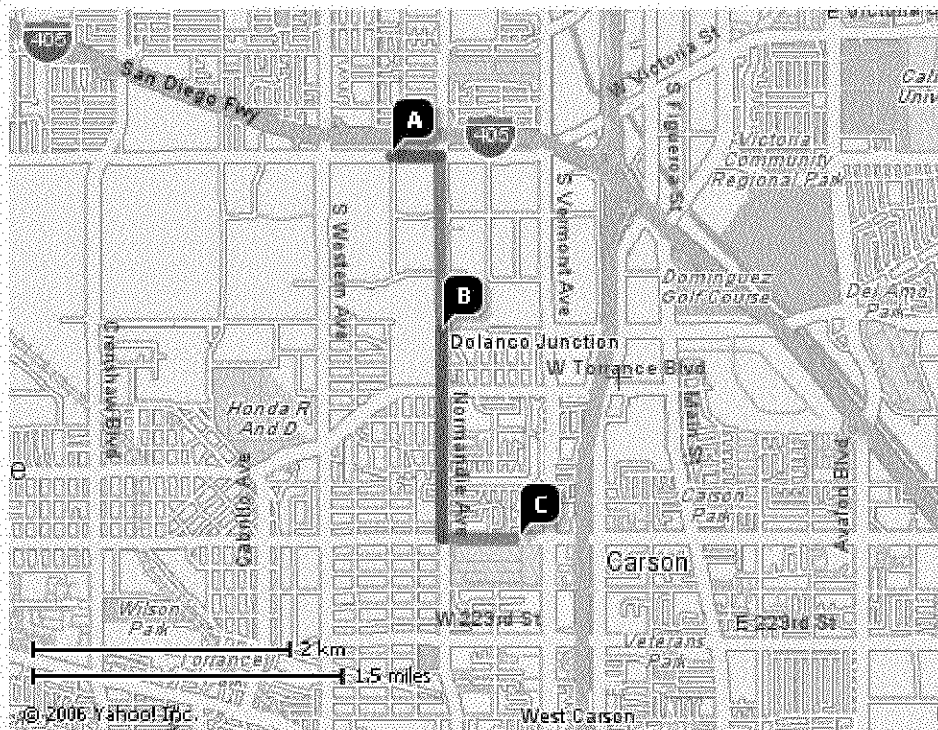 E Victoria
405
San Diego Fwy
W Victoria St
S Figueroa St
Cali
Univ
A
405
Victoria
Community
Regional Park
S Vermont Ave
S Western Ave
Dominguez
Golf Course
Del Amo
Park
B
Dolanco Junction
W Torrance Blvd
Crenshaw Blvd
Honda R
And D
Normandie Ave
Main St
Cabrillo Ave
C
Carson
Park
Carson
Wilson
Park
W 223rd St
E 223rd St
Veterans
Park
2 km
Torrance
1.5 miles
© 2006 Yahoo! Inc.
West Carson